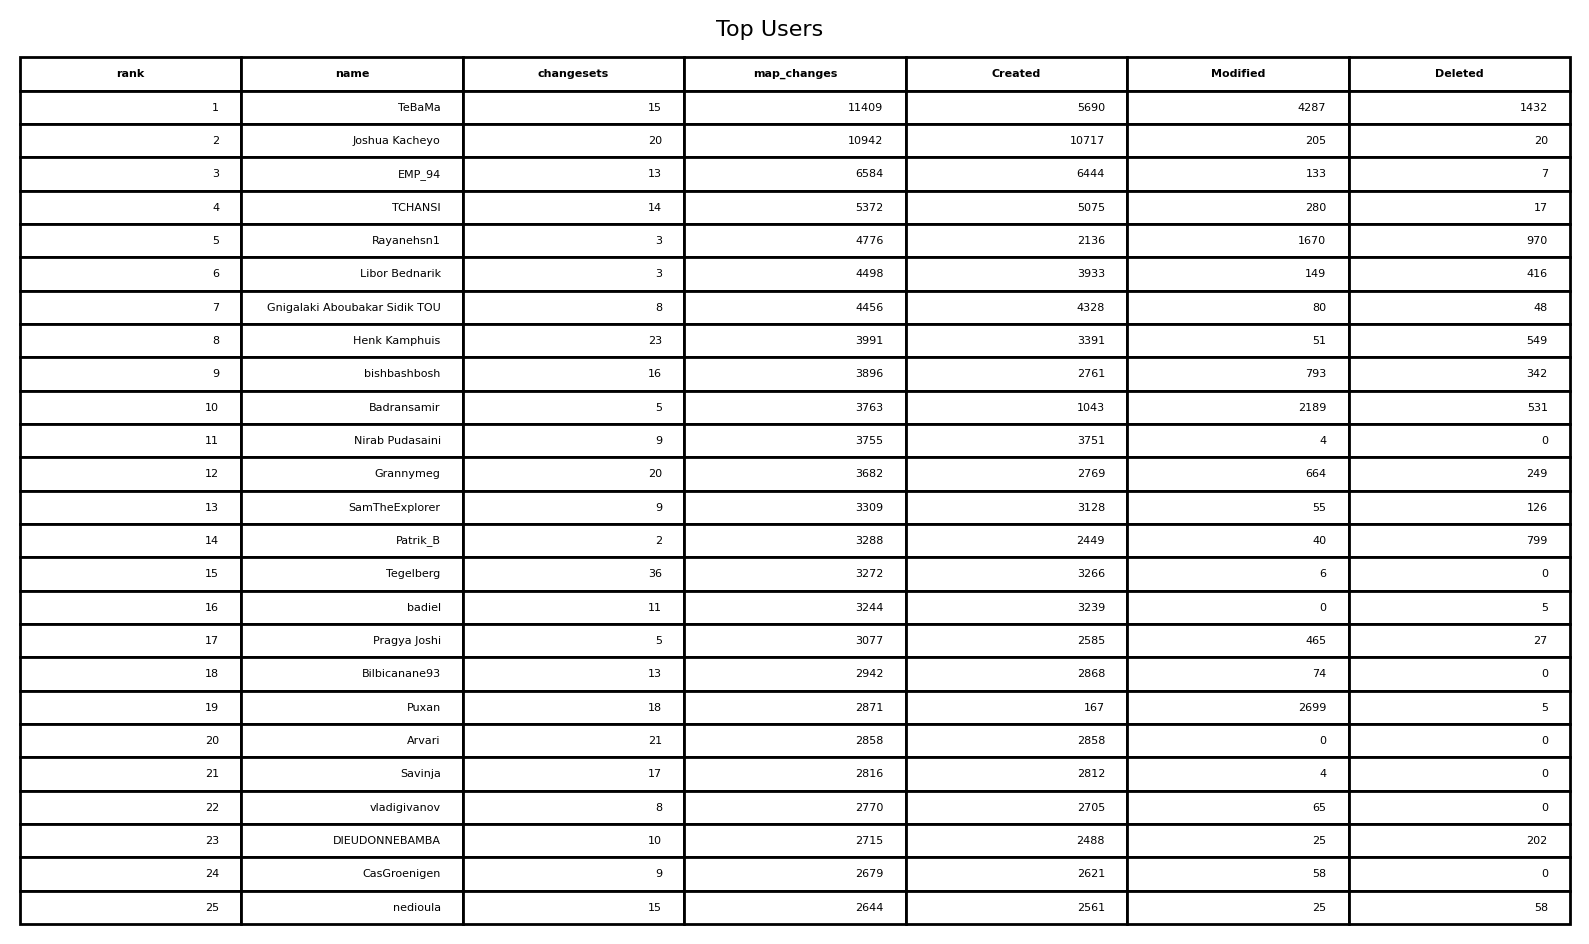 Top Users
rank name changesets map_changes Created Modified Deleted
1 TeBaMa 15 11409 5690 4287 1432
2 Joshua Kacheyo 20 10942 10717 205 20
3 EMP_94 13 6584 6444 133 7
4 TCHANSI 14 5372 5075 280 17
5 Rayanehsn1 3 4776 2136 1670 970
6 Libor Bednarik 3 4498 3933 149 416
7 Gnigalaki Aboubakar Sidik TOU 8 4456 4328 80 48
8 Henk Kamphuis 23 3991 3391 51 549
9 bishbashbosh 16 3896 2761 793 342
10 Badransamir 5 3763 1043 2189 531
11 Nirab Pudasaini 9 3755 3751 4 0
12 Grannymeg 20 3682 2769 664 249
13 SamTheExplorer 9 3309 3128 55 126
14 Patrik_B 2 3288 2449 40 799
15 Tegelberg 36 3272 3266 6 0
16 badiel 11 3244 3239 0 5
17 Pragya Joshi 5 3077 2585 465 27
18 Bilbicanane93 13 2942 2868 74 0
19 Puxan 18 2871 167 2699 5
20 Arvari 21 2858 2858 0 0
21 Savinja 17 2816 2812 4 0
22 vladigivanov 8 2770 2705 65 0
23 DIEUDONNEBAMBA 10 2715 2488 25 202
24 CasGroenigen 9 2679 2621 58 0
25 nedioula 15 2644 2561 25 58